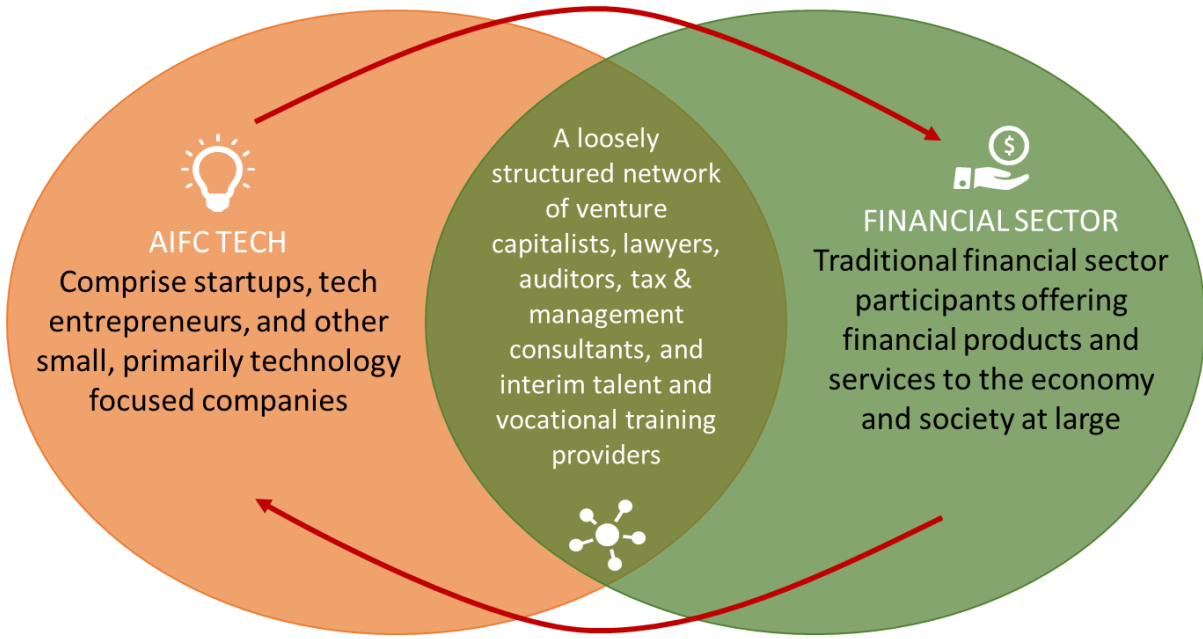 AIFC TECH
Comprise startups, tech
entrepreneurs, and other
small, primarily technology
focused companies
A loosely
structured network
of venture
capitalists, lawyers,
auditors, tax &
management
consultants, and
interim talent and
vocational training
providers
$
FINANCIAL SECTOR
Traditional financial sector
participants offering
financial products and
services to the economy
and society at large